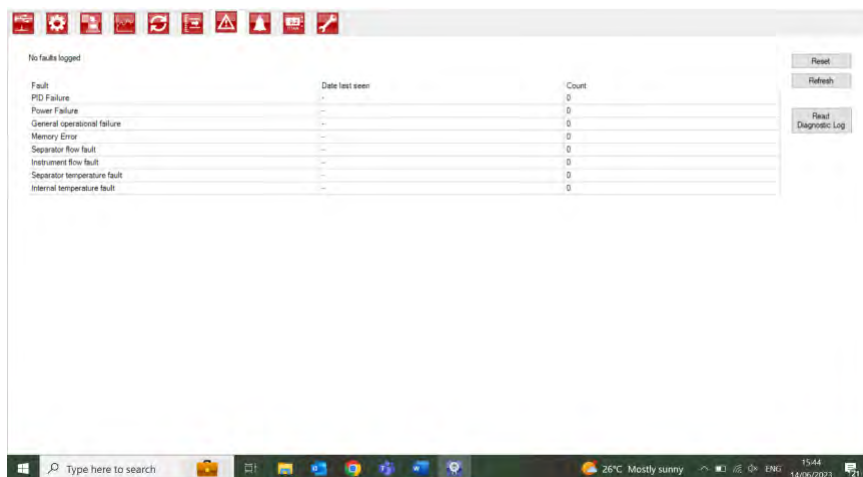 No faults logged
Reset
Refresh
Read
Diagnostic Log
Fault Date last seen Count
PID Failure - 0
Power Failure - 0
General operational failure - 0
Memory Error - 0
Separator flow fault - 0
Instrument flow fault - 0
Separator temperature fault - 0
Internal temperature fault - 0
Type here to search
26°C Mostly sunny
ENG
15:44
14/06/2023
21